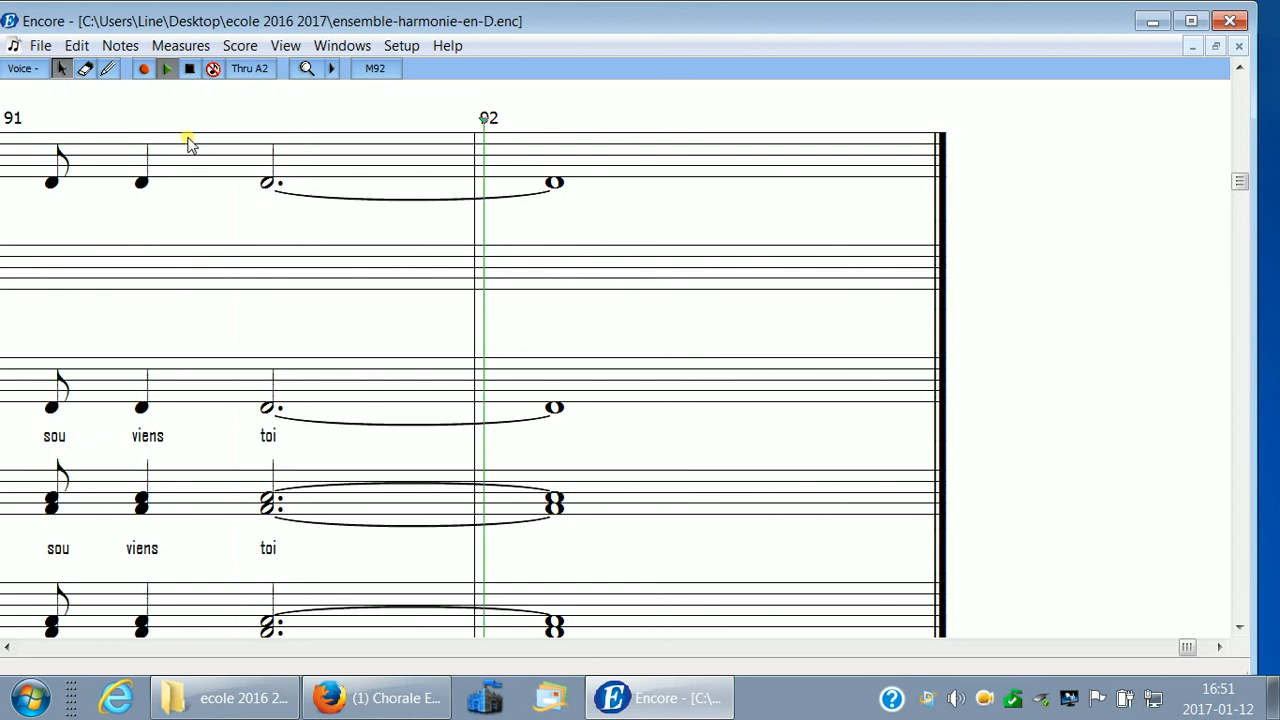 Encore - [C:\Users\Line\Desktop\ecole 2016 2017\ensemble-harmonie-en-D.enc]
File Edit Notes Measures Score View Windows Setup Help
Voice - Thru A2 M92
91 92
sou viens toi
sou viens toi
ecole 2016 2... (1) Chorale E... Encore - [C:\...
16:51
2017-01-12